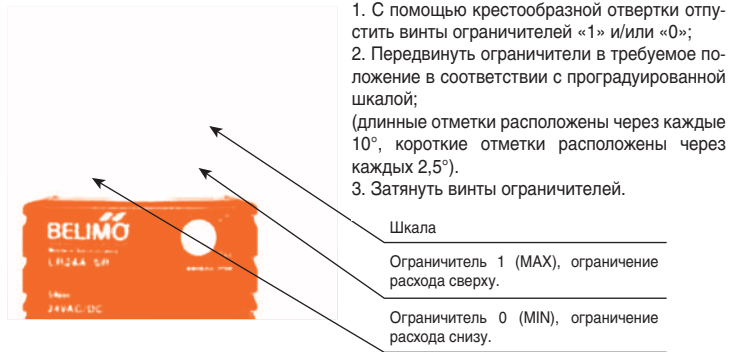 1. С помощью крестообразной отвертки отпу-
стить винты ограничителей «1» и/или «0»;
2. Передвинуть ограничители в требуемое по-
ложение в соответствии с проградуированной
шкалой;
(длинные отметки расположены через каждые
10°, короткие отметки расположены через
каждых 2,5°).
3. Затянуть винты ограничителей.
Шкала
Ограничитель 1 (MAX), ограничение
расхода сверху.
Ограничитель 0 (MIN), ограничение
расхода снизу.
BELIMO
LR24A-SR
24VAC/DC